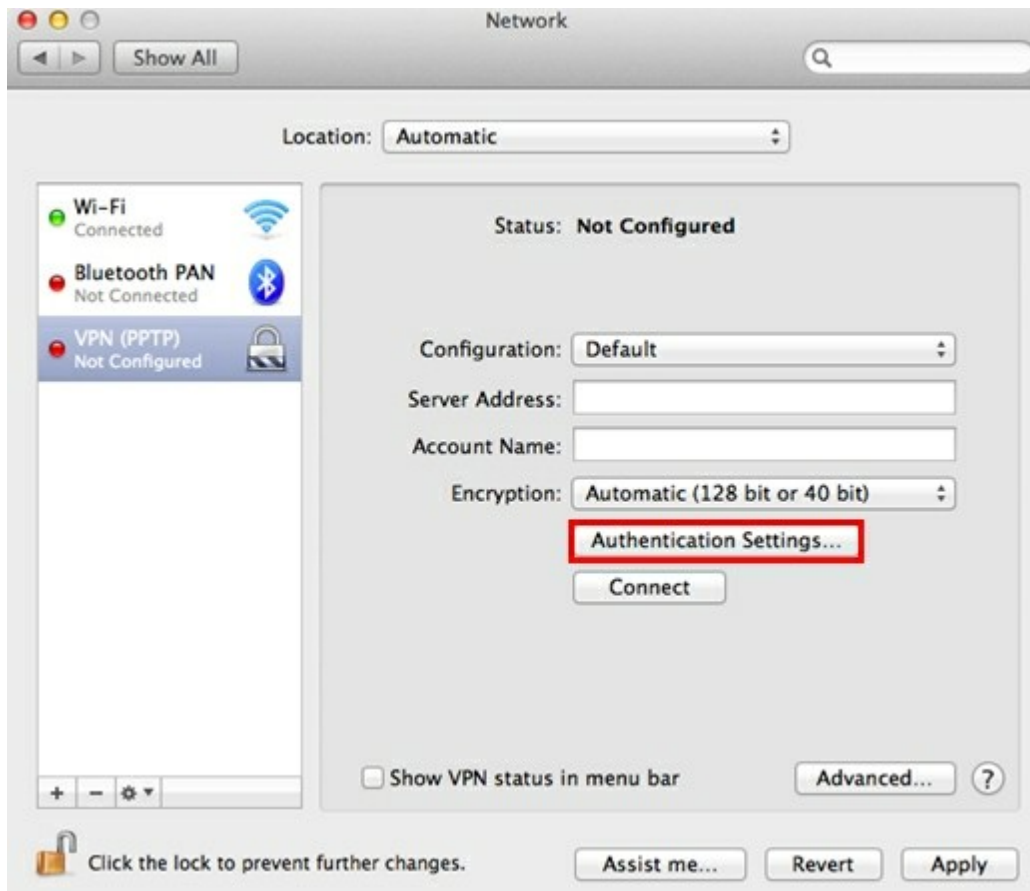 Network
Show All
Location: Automatic
Wi-Fi
Connected
Bluetooth PAN
Not Connected
VPN (PPTP)
Not Configured
Status: Not Configured
Configuration: Default
Server Address:
Account Name:
Encryption: Automatic (128 bit or 40 bit)
Authentication Settings...
Connect
Show VPN status in menu bar
Advanced... ?
+ −
Click the lock to prevent further changes.
Assist me... Revert Apply